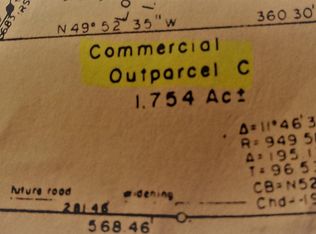 N 49° 52' 35" W 360 30'
Commercial
Outparcel C
1.754 Ac±
Δ= 11°46'3
R= 949 5
A= 195.1
T= 96 5
CB= N52
Chd--19
future road widening
281.46
568 46'